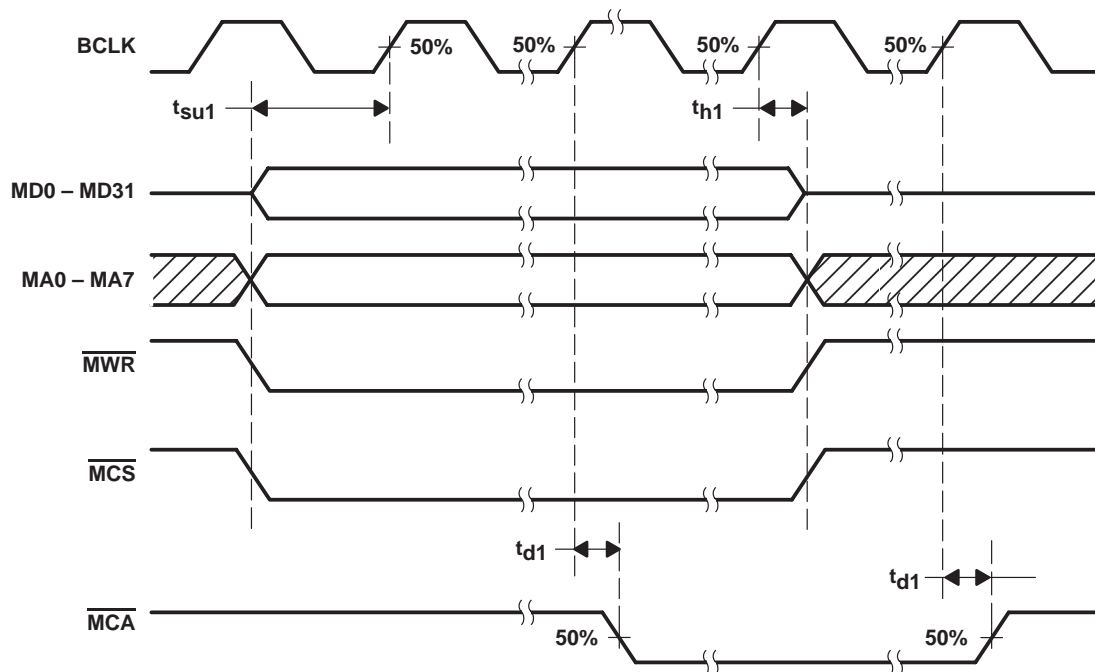 BCLK
50%
50%
50%
50%
tsu1
th1
MD0 – MD31
MA0 – MA7
MWR
MCS
td1
td1
MCA
50%
50%